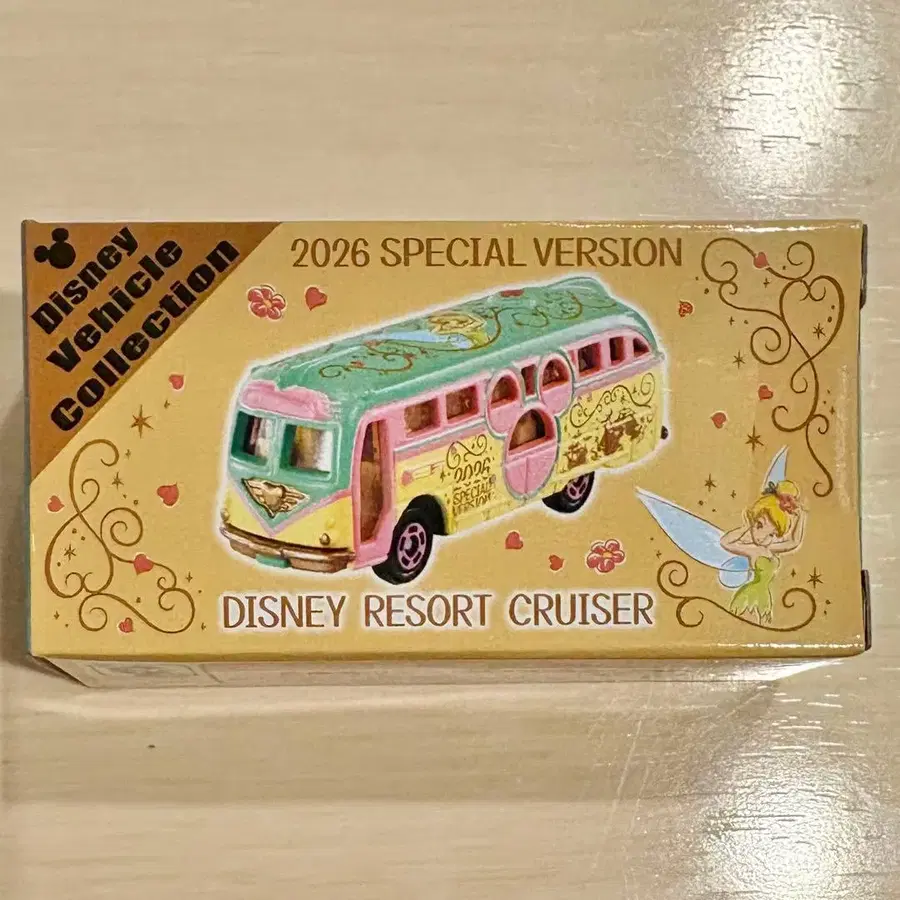 Disney
Vehicle
Collection
2026 SPECIAL VERSION
2026
SPECIAL
VERSION
DISNEY RESORT CRUISER